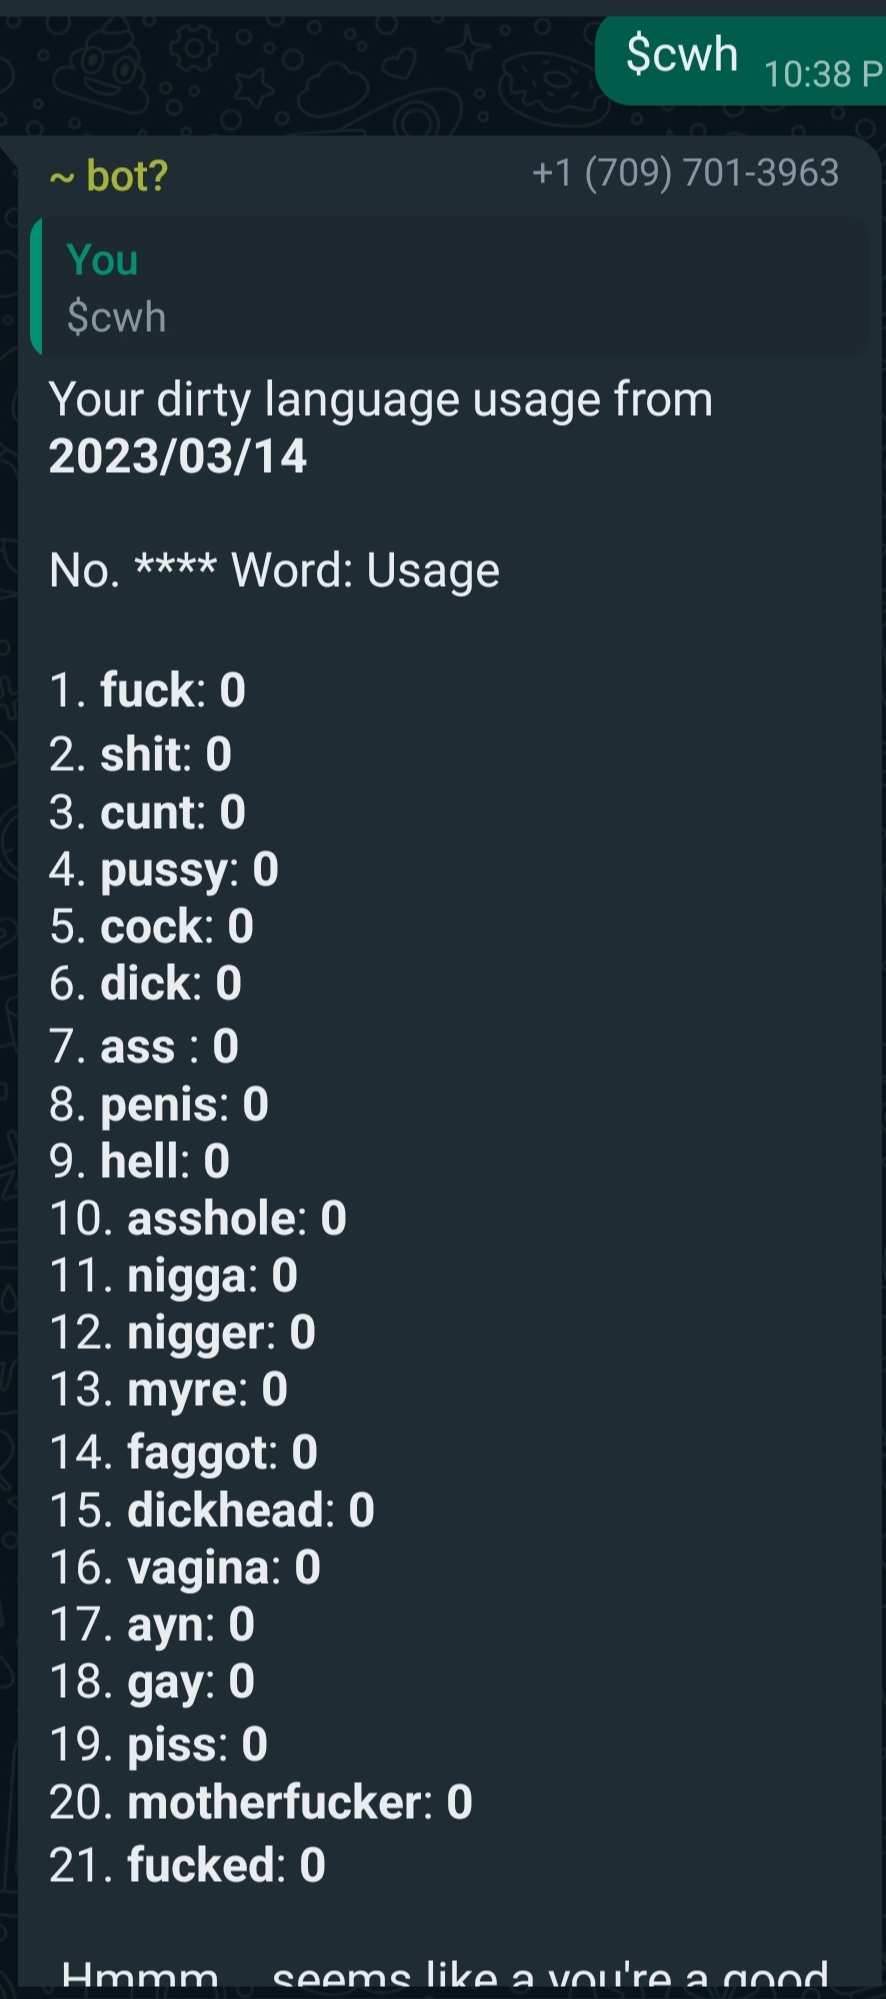 $cwh 10:38 P
~ bot? +1 (709) 701-3963
You
$cwh
Your dirty language usage from
2023/03/14
No. **** Word: Usage
1. fuck: 0
2. shit: 0
3. cunt: 0
4. pussy: 0
5. cock: 0
6. dick: 0
7. ass : 0
8. penis: 0
9. hell: 0
10. asshole: 0
11. nigga: 0
12. nigger: 0
13. myre: 0
14. faggot: 0
15. dickhead: 0
16. vagina: 0
17. ayn: 0
18. gay: 0
19. piss: 0
20. motherfucker: 0
21. fucked: 0
Hmmm... seems like a you're a good